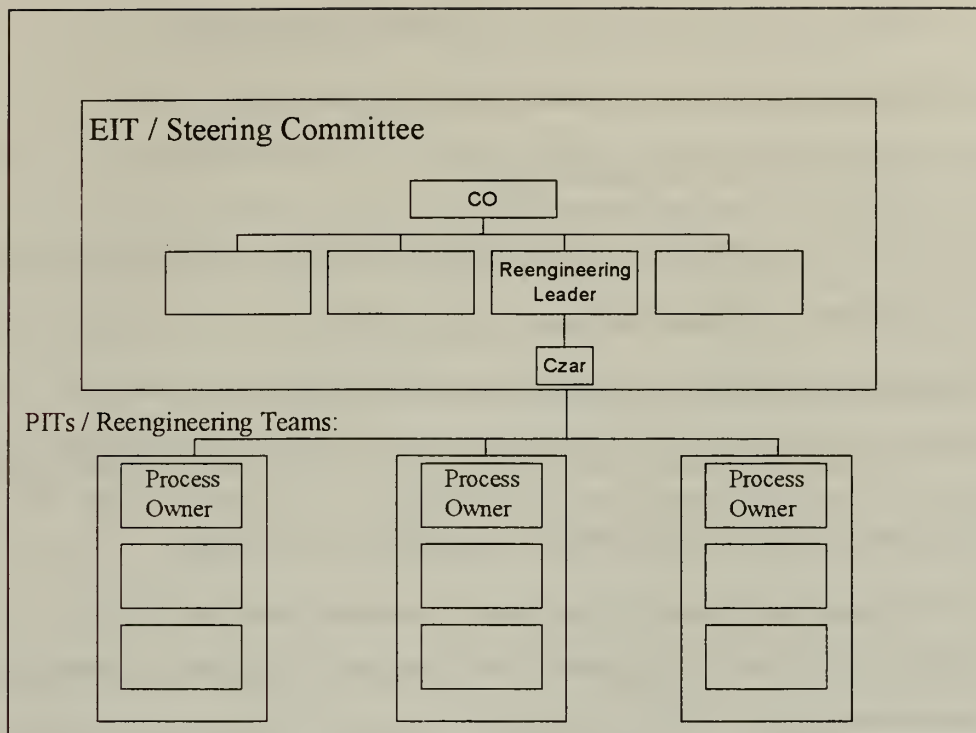 EIT / Steering Committee
CO
Reengineering
Leader
Czar
PITs / Reengineering Teams:
Process
Owner
Process
Owner
Process
Owner